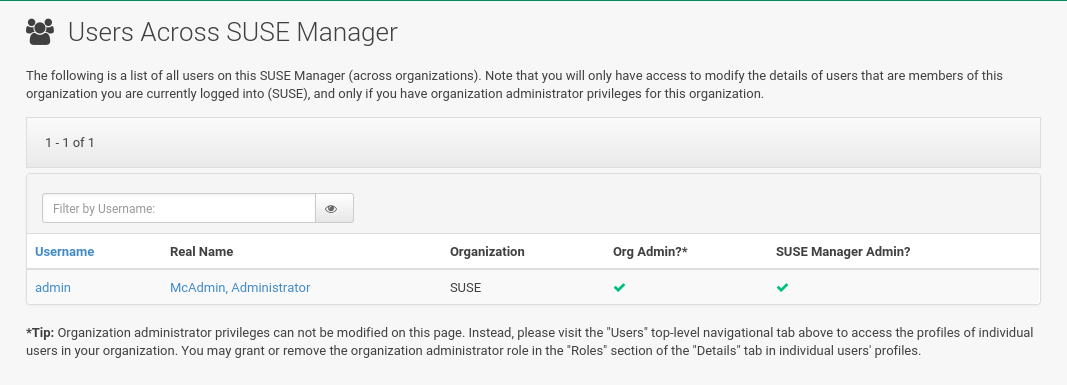 Users Across SUSE Manager
The following is a list of all users on this SUSE Manager (across organizations). Note that you will only have access to modify the details of users that are members of this
organization you are currently logged into (SUSE), and only if you have organization administrator privileges for this organization.
1 - 1 of 1
Filter by Username:
Username Real Name Organization Org Admin?* SUSE Manager Admin?
admin McAdmin, Administrator SUSE
*Tip: Organization administrator privileges can not be modified on this page. Instead, please visit the "Users" top-level navigational tab above to access the profiles of individual
users in your organization. You may grant or remove the organization administrator role in the "Roles" section of the "Details" tab in individual users' profiles.